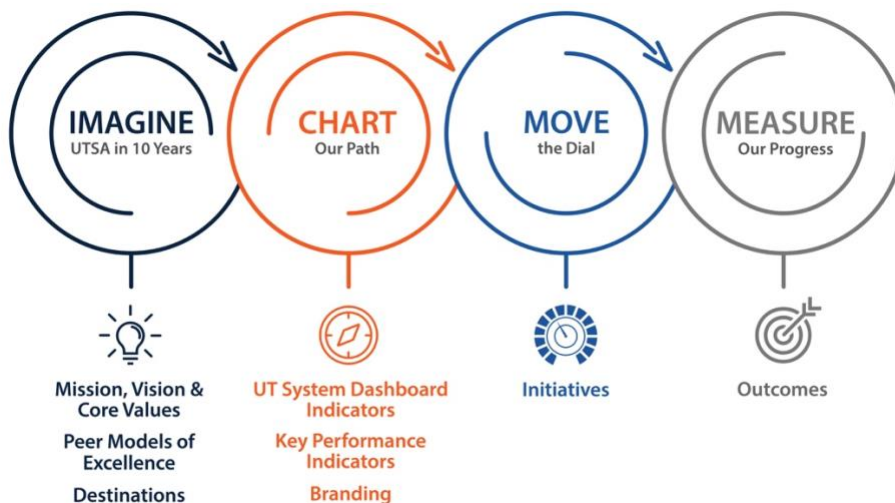 IMAGINE
UTSA in 10 Years
CHART
Our Path
MOVE
the Dial
MEASURE
Our Progress
Mission, Vision &
Core Values
Peer Models of
Excellence
Destinations
UT System Dashboard
Indicators
Key Performance
Indicators
Branding
Initiatives
Outcomes